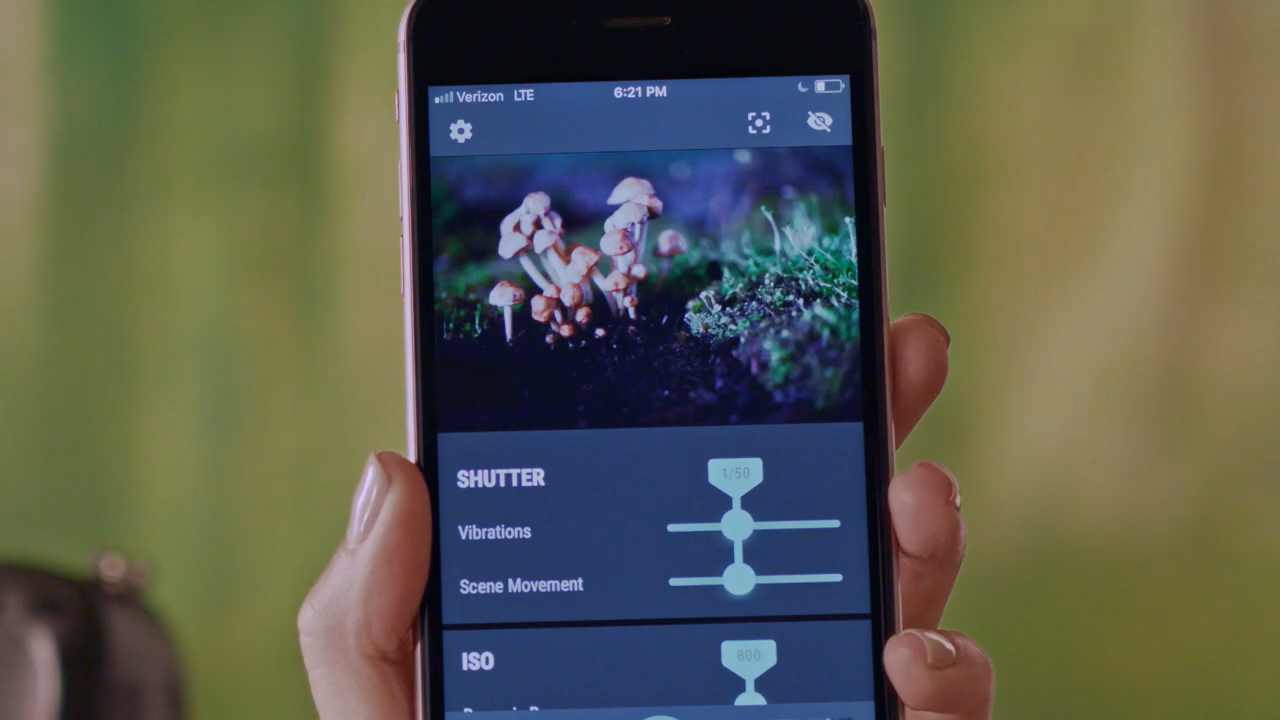 Verizon LTE 6:21 PM
SHUTTER 1/50
Vibrations
Scene Movement
ISO 800